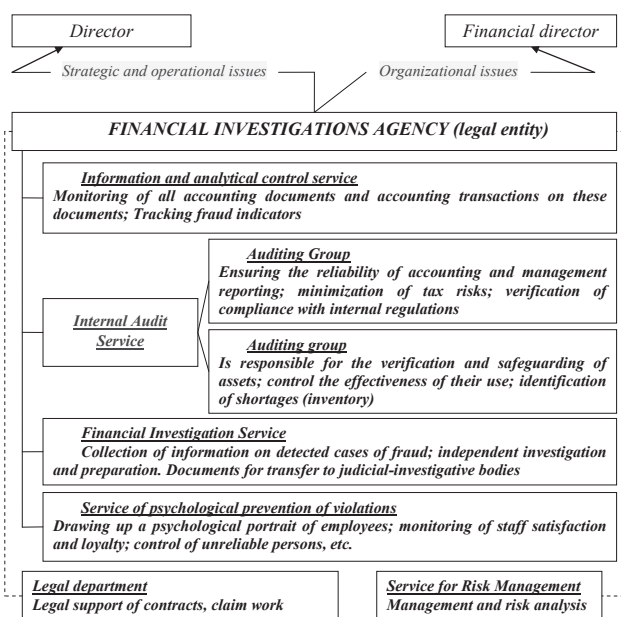 Director
Financial director
Strategic and operational issues
Organizational issues
FINANCIAL INVESTIGATIONS AGENCY (legal entity)
Information and analytical control service
Monitoring of all accounting documents and accounting transactions on these
documents; Tracking fraud indicators
Internal Audit
Service
Auditing Group
Ensuring the reliability of accounting and management
reporting; minimization of tax risks; verification of
compliance with internal regulations
Auditing group
Is responsible for the verification and safeguarding of
assets; control the effectiveness of their use; identification
of shortages (inventory)
Financial Investigation Service
Collection of information on detected cases of fraud; independent investigation
and preparation. Documents for transfer to judicial-investigative bodies
Service of psychological prevention of violations
Drawing up a psychological portrait of employees; monitoring of staff satisfaction
and loyalty; control of unreliable persons, etc.
Legal department
Legal support of contracts, claim work
Service for Risk Management
Management and risk analysis